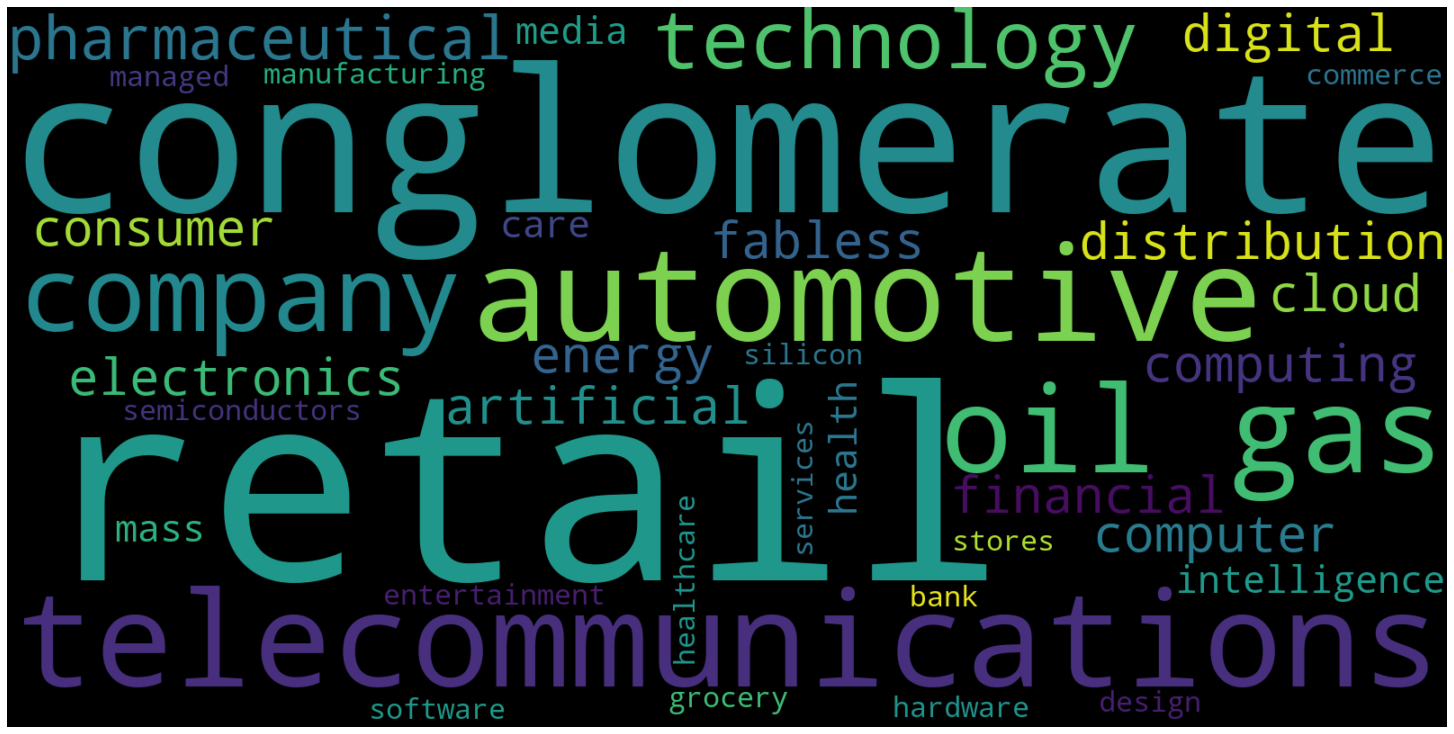 pharmaceutical
media
technology
digital
managed
manufacturing
commerce
conglomerate
consumer
care
fabless
distribution
company
automotive
cloud
electronics
energy
silicon
computing
semiconductors
artificial
health
oil gas
retail
services
financial
mass
healthcare
stores
computer
entertainment
bank
intelligence
telecommunications
software
grocery
hardware
design